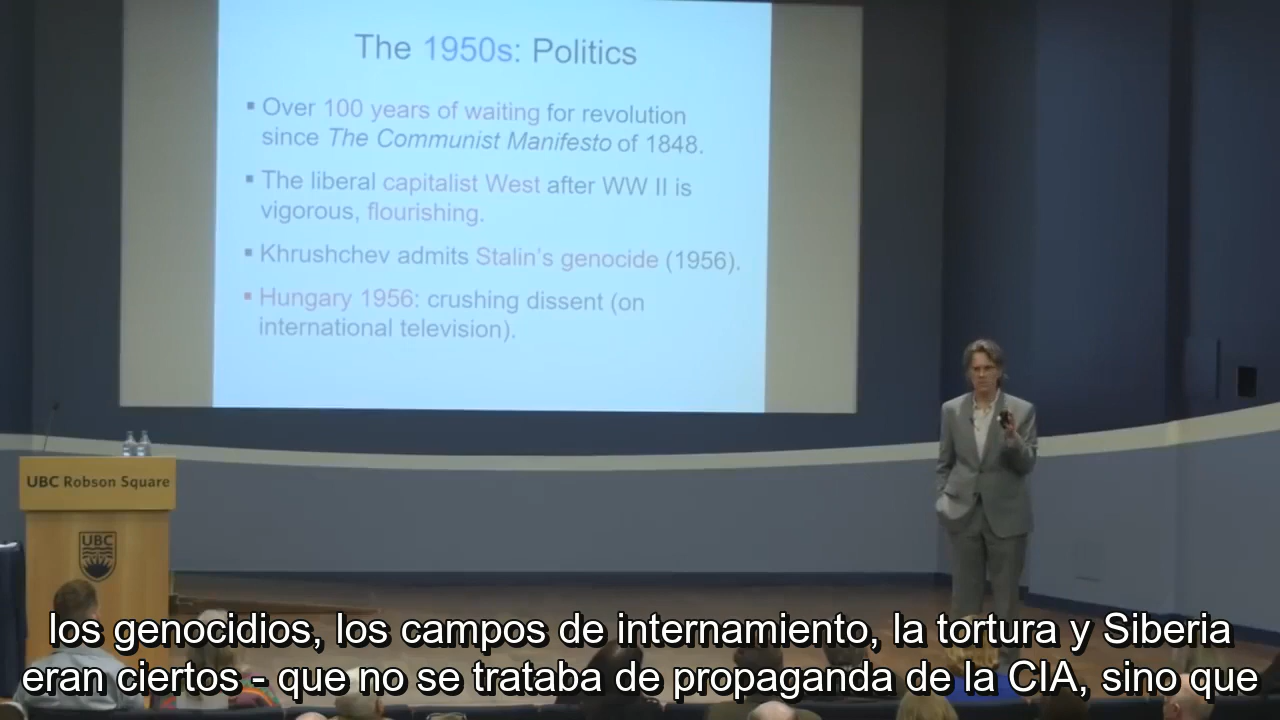 The 1950s: Politics
▪ Over 100 years of waiting for revolution
since The Communist Manifesto of 1848.
▪ The liberal capitalist West after WW II is
vigorous, flourishing.
▪ Khrushchev admits Stalin's genocide (1956).
▪ Hungary 1956: crushing dissent (on
international television).
UBC Robson Square
UBC
los genocidios, los campos de internamiento, la tortura y Siberia
eran ciertos - que no se trataba de propaganda de la CIA, sino que